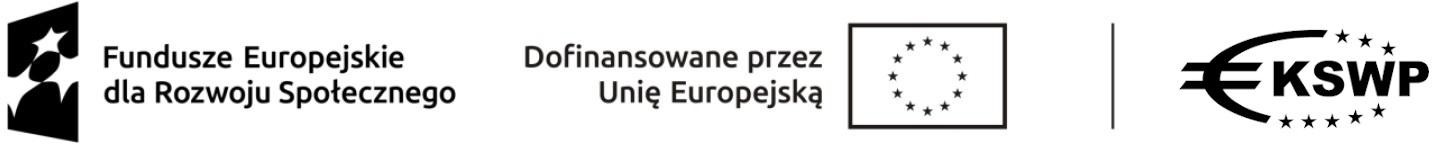 Fundusze Europejskie
dla Rozwoju Społecznego
Dofinansowane przez
Unię Europejską
KSWP